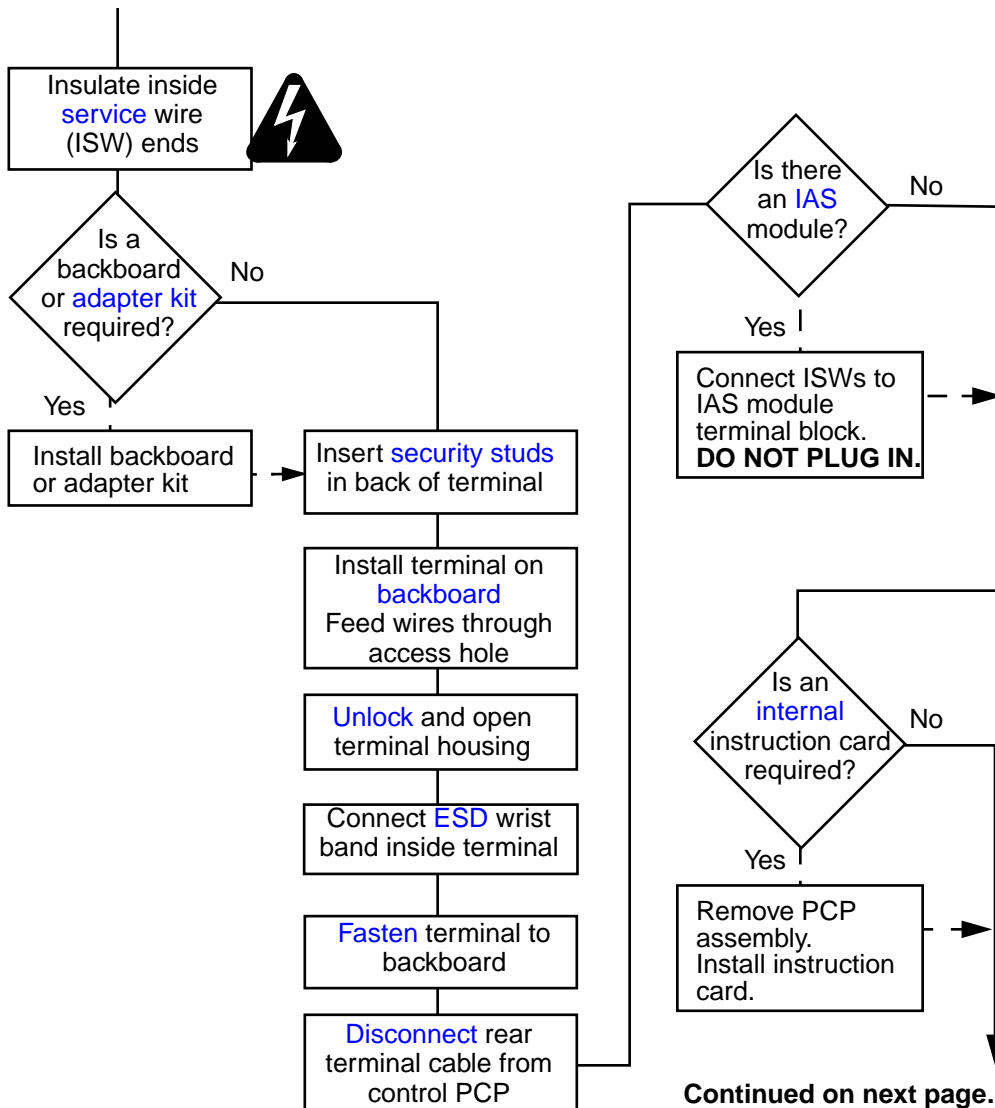 Insulate inside
service wire
(ISW) ends
Is a
backboard
or adapter kit
required?
No
Yes
Install backboard
or adapter kit
Insert security studs
in back of terminal
Install terminal on
backboard
Feed wires through
access hole
Unlock and open
terminal housing
Connect ESD wrist
band inside terminal
Fasten terminal to
backboard
Disconnect rear
terminal cable from
control PCP
Is there
an IAS
module?
No
Yes
Connect ISWs to
IAS module
terminal block.
DO NOT PLUG IN.
Is an
internal
instruction card
required?
No
Yes
Remove PCP
assembly.
Install instruction
card.
Continued on next page.